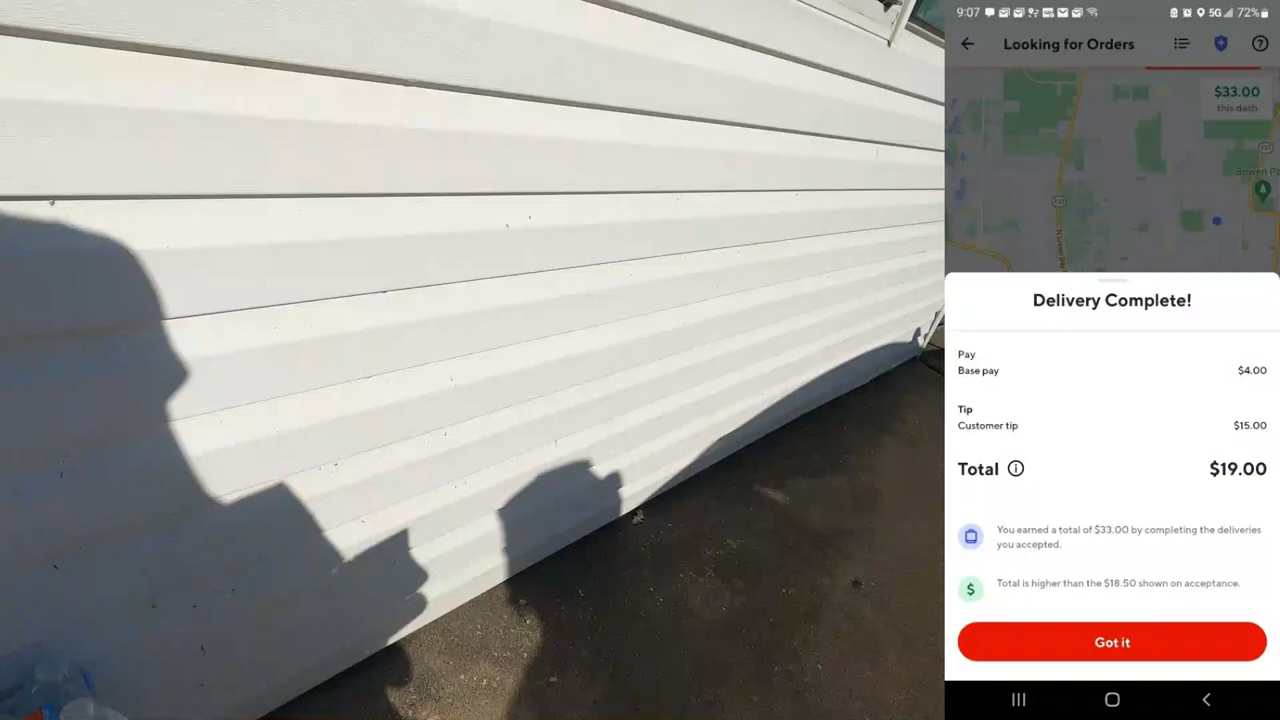 9:07
5G 72%
Looking for Orders
$33.00
this dash
Bowen Pa
Delivery Complete!
Pay
Base pay $4.00
Tip
Customer tip $15.00
Total $19.00
You earned a total of $33.00 by completing the deliveries
you accepted.
Total is higher than the $18.50 shown on acceptance.
$
Got it